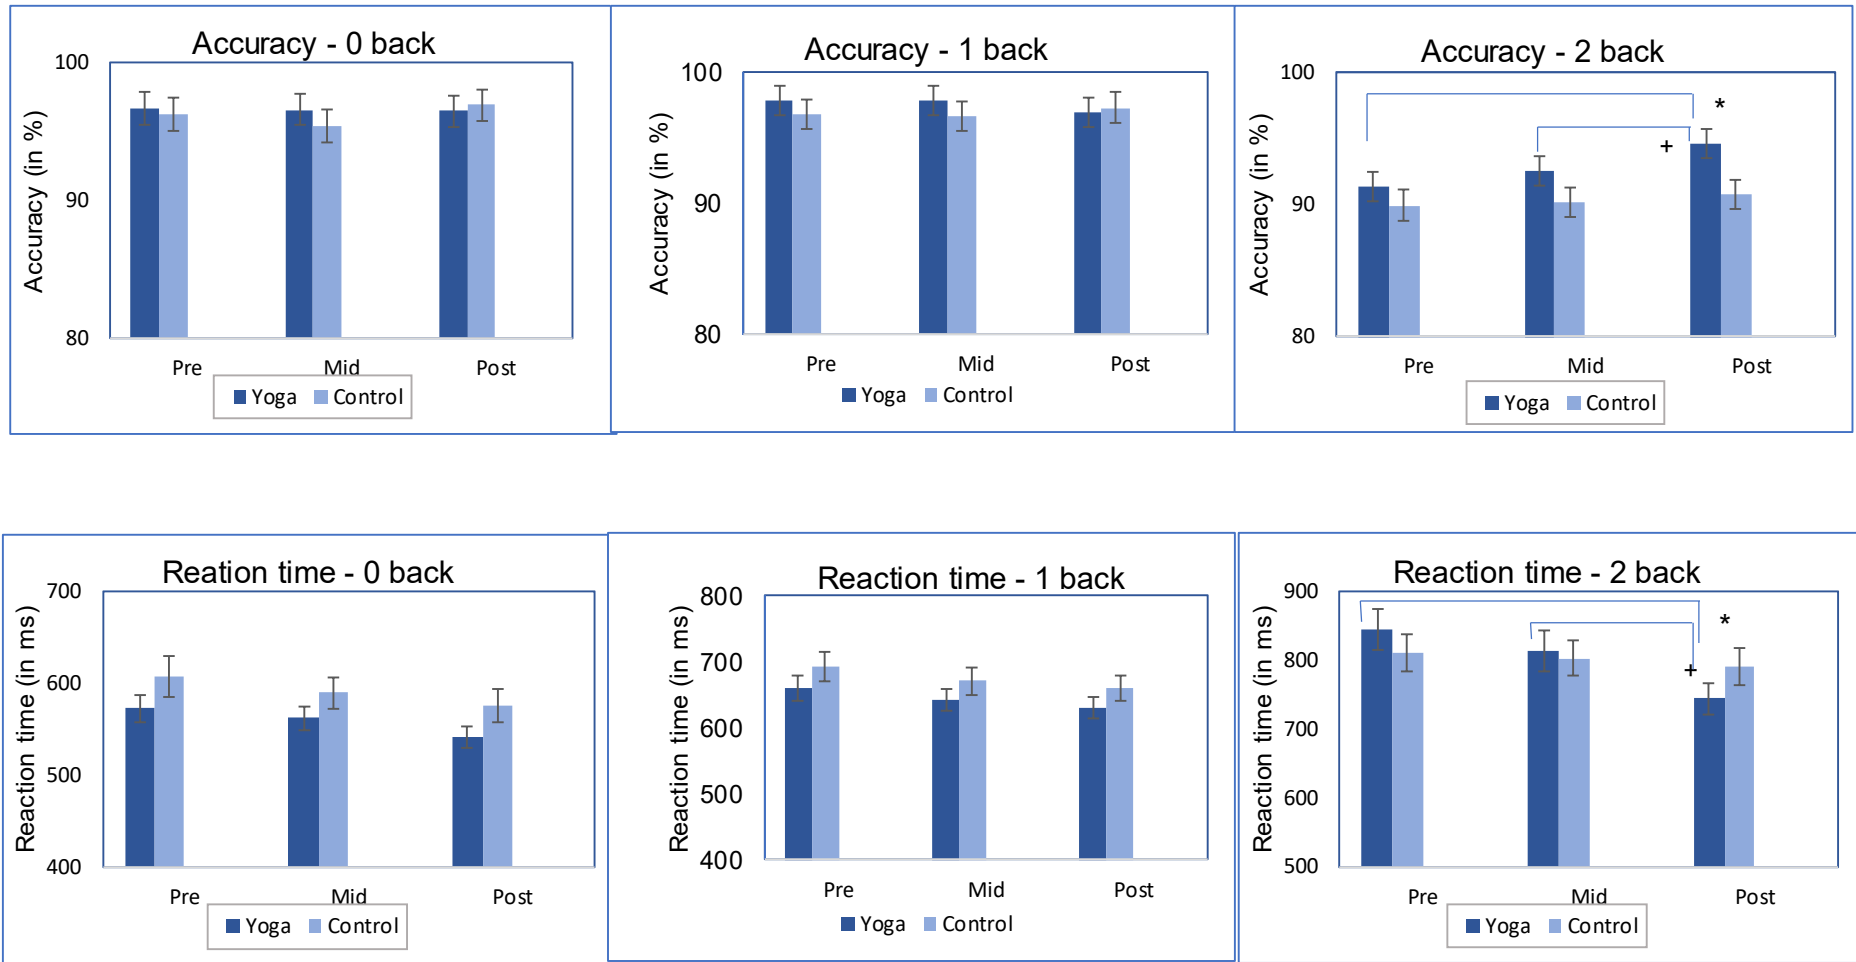 Accuracy - 0 back
Accuracy (in %)
100
90
80
Pre Mid Post
Yoga Control
Accuracy - 1 back
Accuracy (in %)
100
90
80
Pre Mid Post
Yoga Control
Accuracy - 2 back
Accuracy (in %)
100
90
80
*
+
Pre Mid Post
Yoga Control
Reation time - 0 back
Reaction time (in ms)
700
600
500
400
Pre Mid Post
Yoga Control
Reaction time - 1 back
Reaction time (in ms)
800
700
600
500
400
Pre Mid Post
Yoga Control
Reaction time - 2 back
Reaction time (in ms)
900
800
700
600
500
*
+
Pre Mid Post
Yoga Control